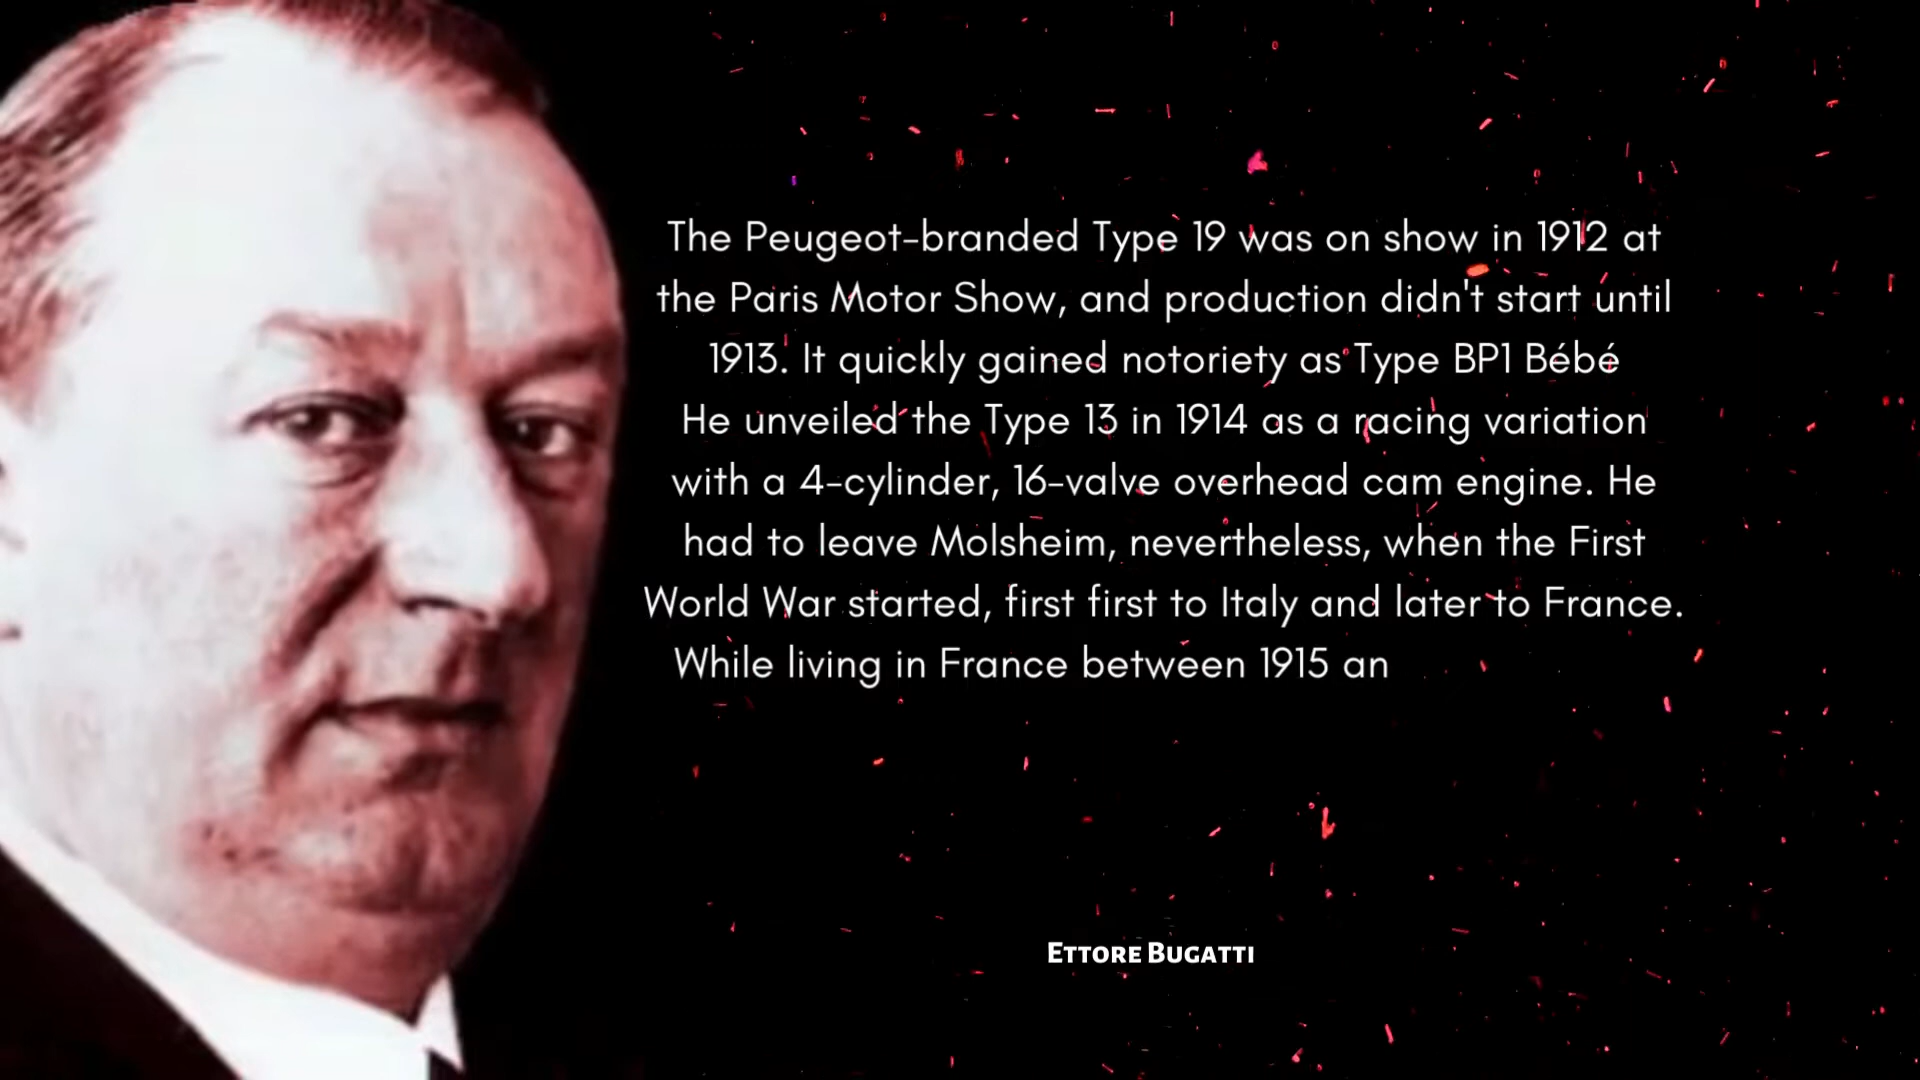 The Peugeot-branded Type 19 was on show in 1912 at
the Paris Motor Show, and production didn't start until
1913. It quickly gained notoriety as Type BP1 Bébé
He unveiled the Type 13 in 1914 as a racing variation
with a 4-cylinder, 16-valve overhead cam engine. He
had to leave Molsheim, nevertheless, when the First
World War started, first first to Italy and later to France.
While living in France between 1915 an
Ettore Bugatti